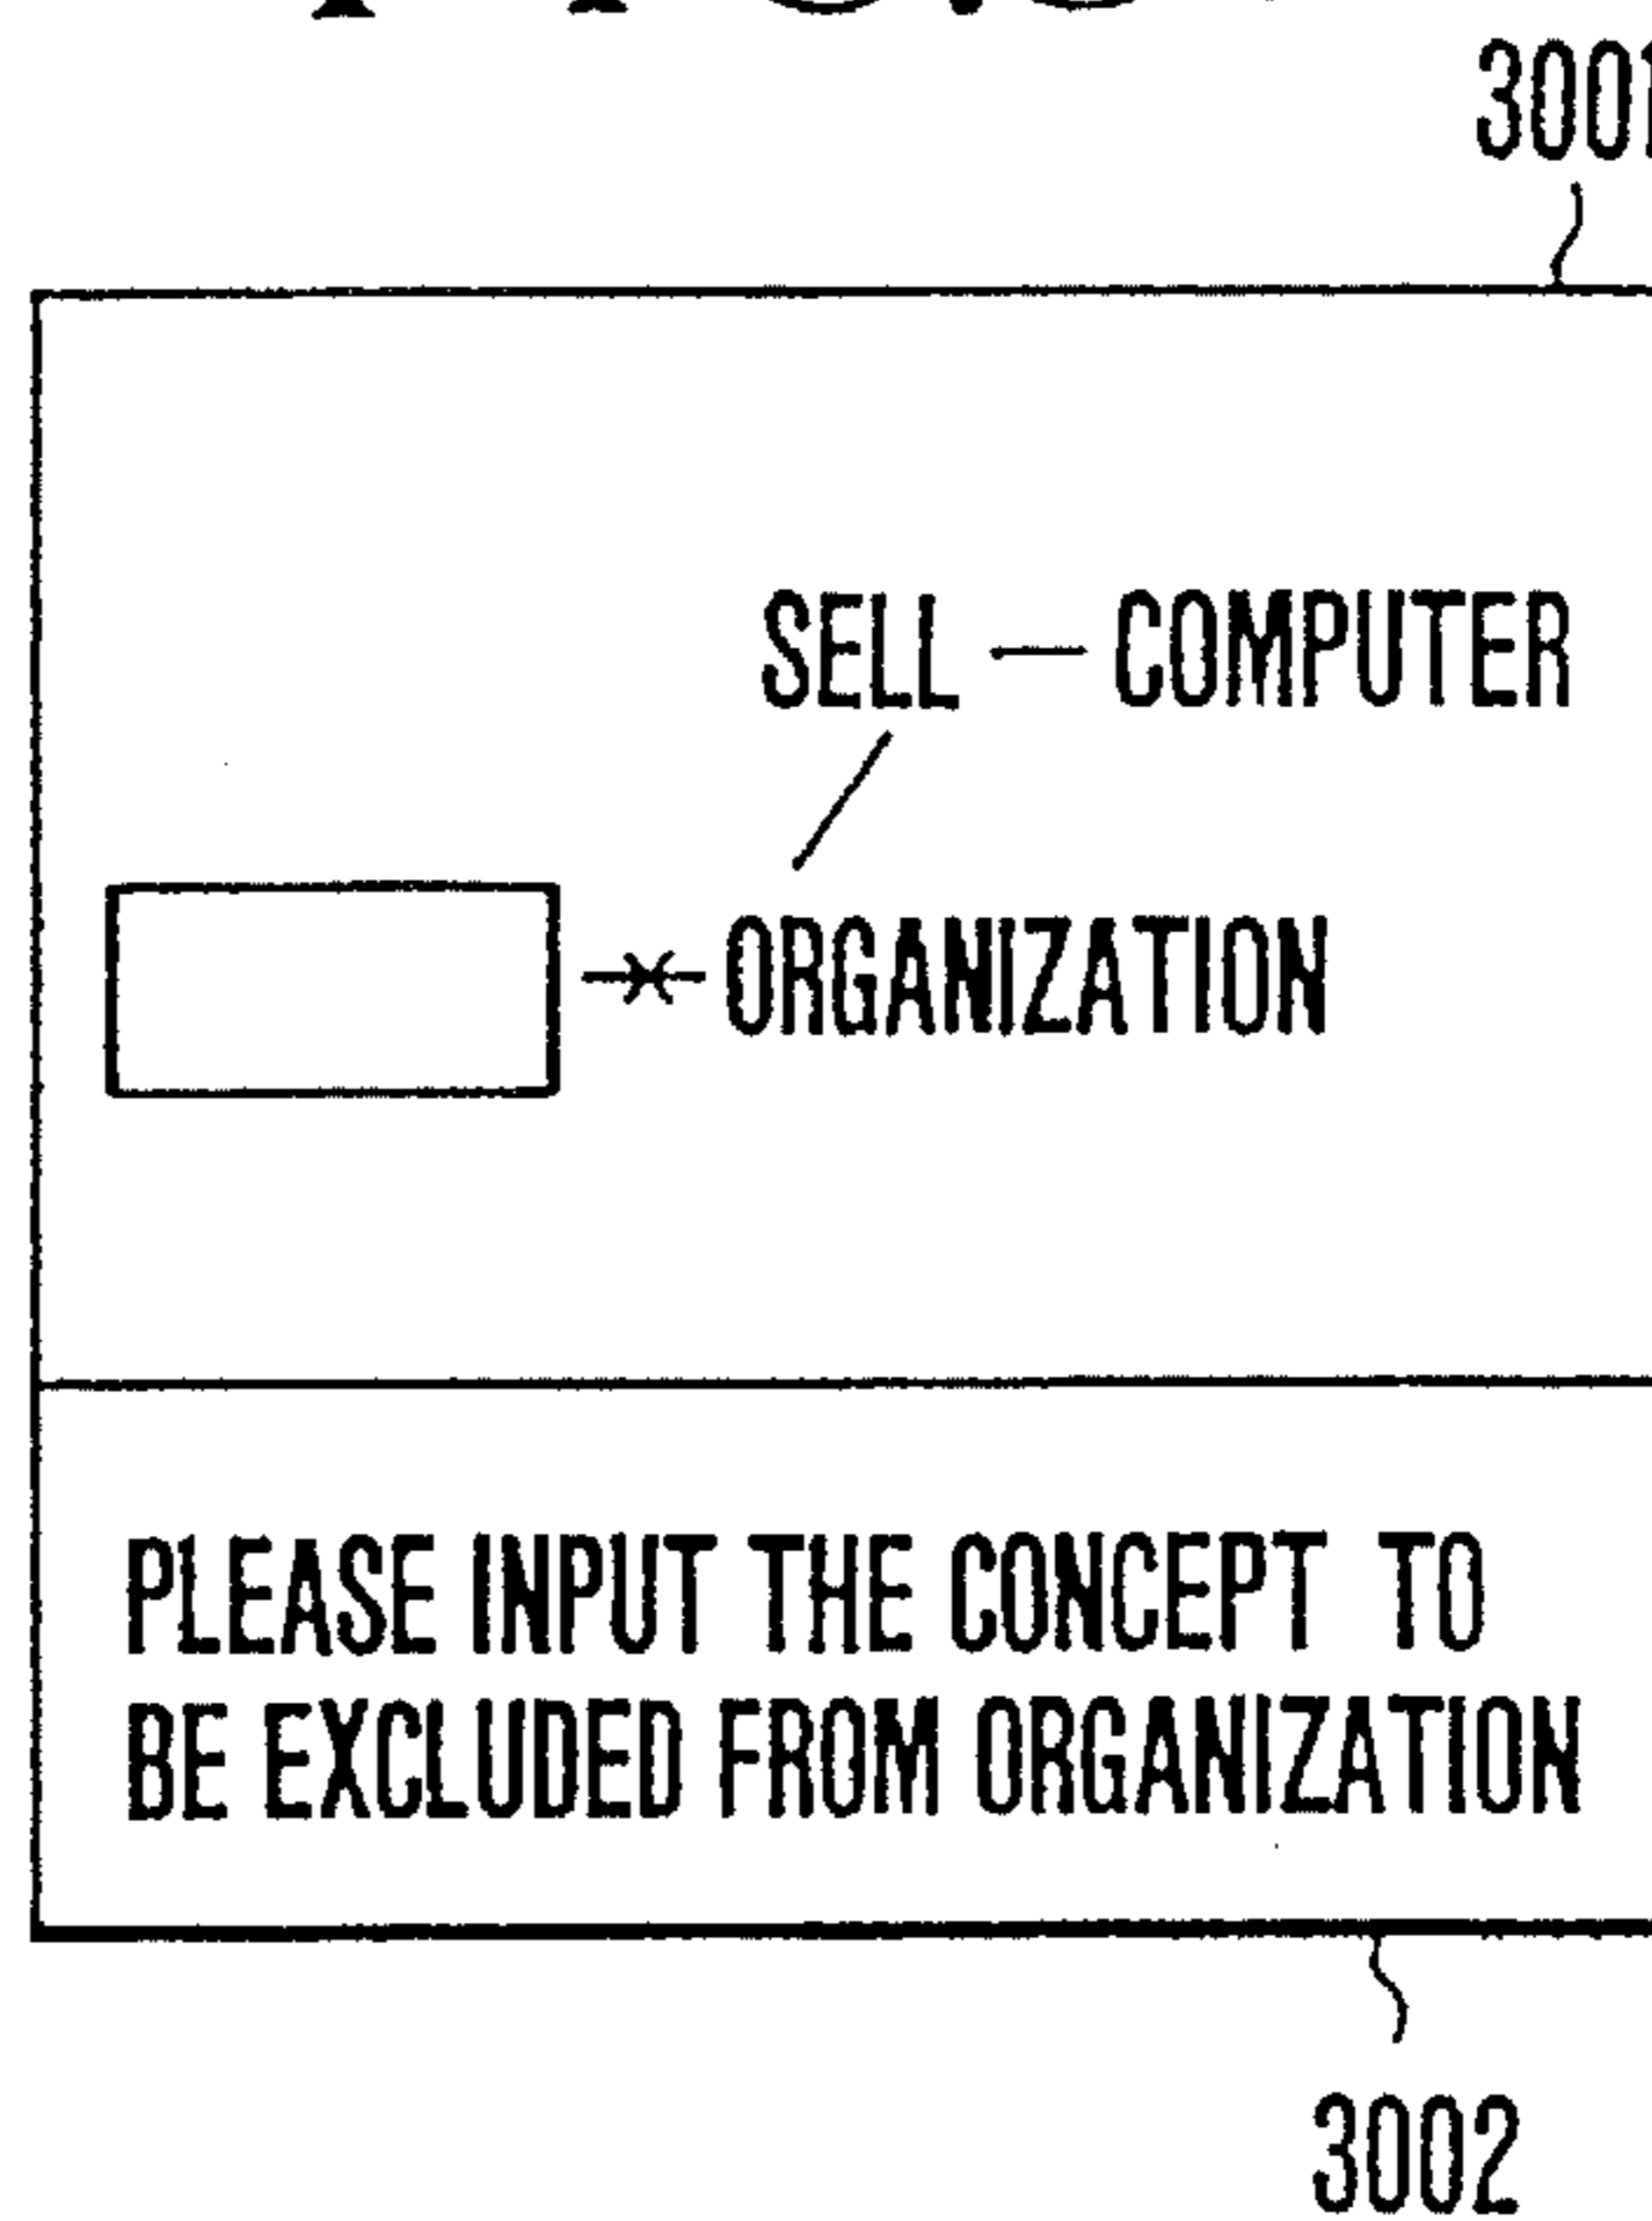 3001
SELL — COMPUTER
ORGANIZATION
PLEASE INPUT THE CONCEPT TO
BE EXCLUDED FROM ORGANIZATION
3002